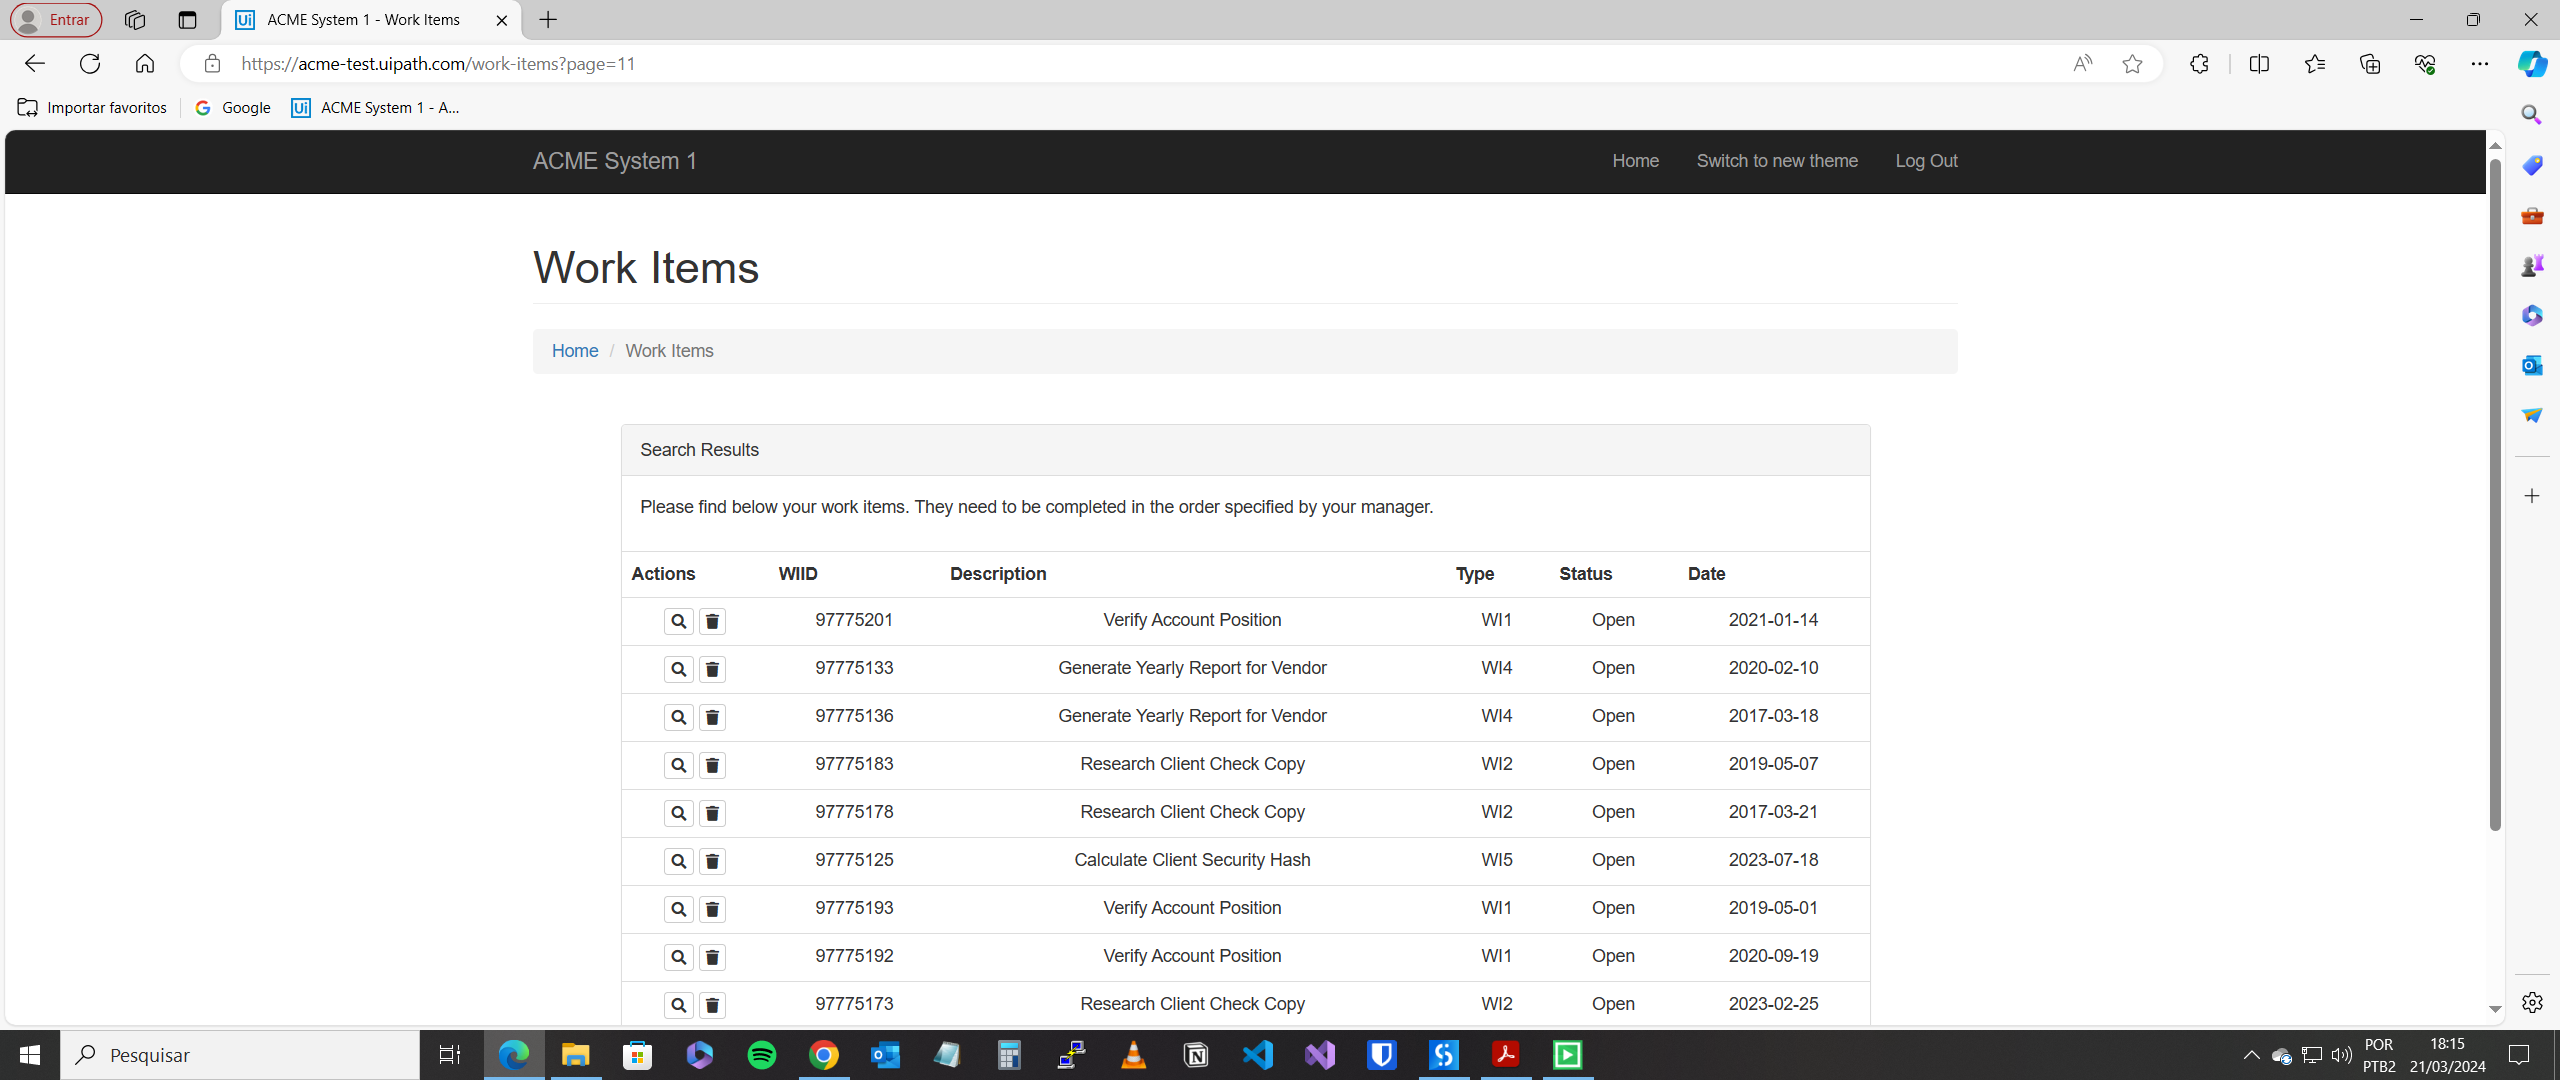 Entrar
ACME System 1 - Work Items
https://acme-test.uipath.com/work-items?page=11
Importar favoritos
Google
ACME System 1 - A...
ACME System 1
Home
Switch to new theme
Log Out
Work Items
Home / Work Items
Search Results
Please find below your work items. They need to be completed in the order specified by your manager.
Actions WIID Description Type Status Date
97775201 Verify Account Position WI1 Open 2021-01-14
97775133 Generate Yearly Report for Vendor WI4 Open 2020-02-10
97775136 Generate Yearly Report for Vendor WI4 Open 2017-03-18
97775183 Research Client Check Copy WI2 Open 2019-05-07
97775178 Research Client Check Copy WI2 Open 2017-03-21
97775125 Calculate Client Security Hash WI5 Open 2023-07-18
97775193 Verify Account Position WI1 Open 2019-05-01
97775192 Verify Account Position WI1 Open 2020-09-19
97775173 Research Client Check Copy WI2 Open 2023-02-25
Pesquisar
POR
PTB2
18:15
21/03/2024